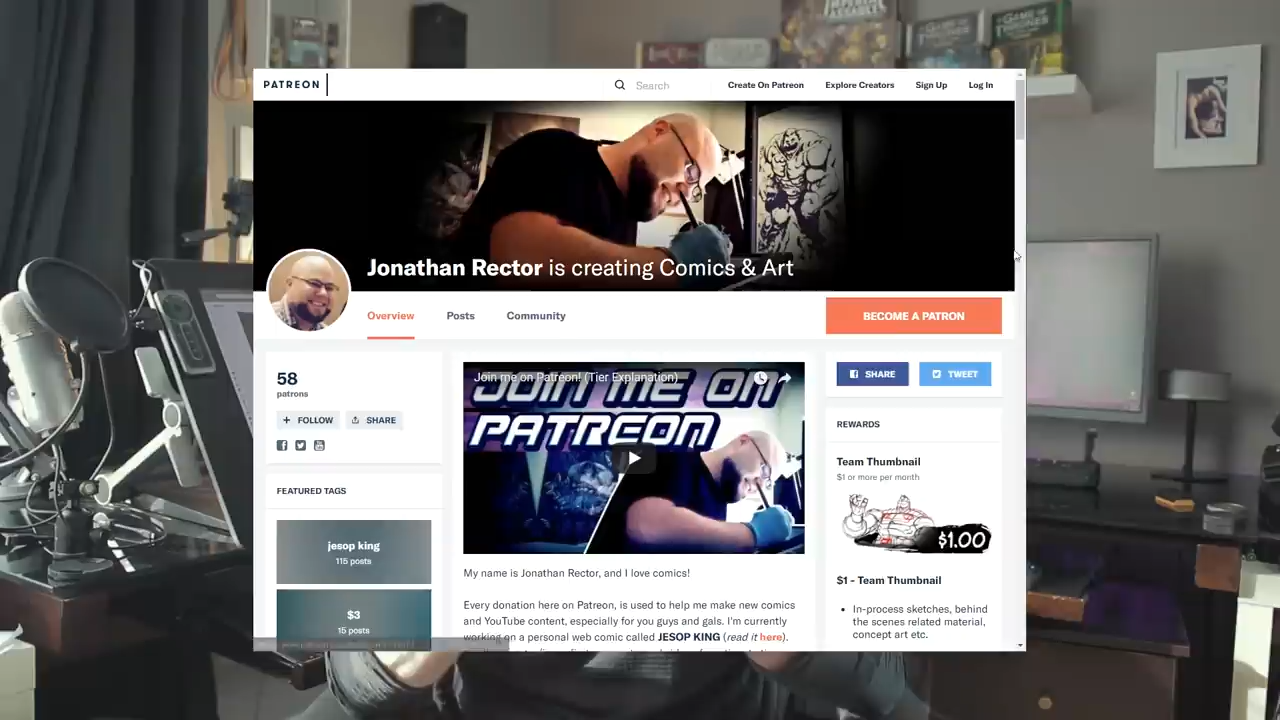 GAME OF THRONES
PATREON
Search
Create On Patreon
Explore Creators
Sign Up
Log In
Jonathan Rector is creating Comics & Art
Overview
Posts
Community
BECOME A PATRON
58
patrons
+ FOLLOW
SHARE
FEATURED TAGS
jesop king
115 posts
$3
15 posts
Join me on Patreon! (Tier Explanation)
JOIN ME ON
PATREON
My name is Jonathan Rector, and I love comics!
Every donation here on Patreon, is used to help me make new comics
and YouTube content, especially for you guys and gals. I'm currently
working on a personal web comic called JESOP KING (read it here).
SHARE
TWEET
REWARDS
Team Thumbnail
$1 or more per month
$1.00
$1 - Team Thumbnail
• In-process sketches, behind
the scenes related material,
concept art etc.